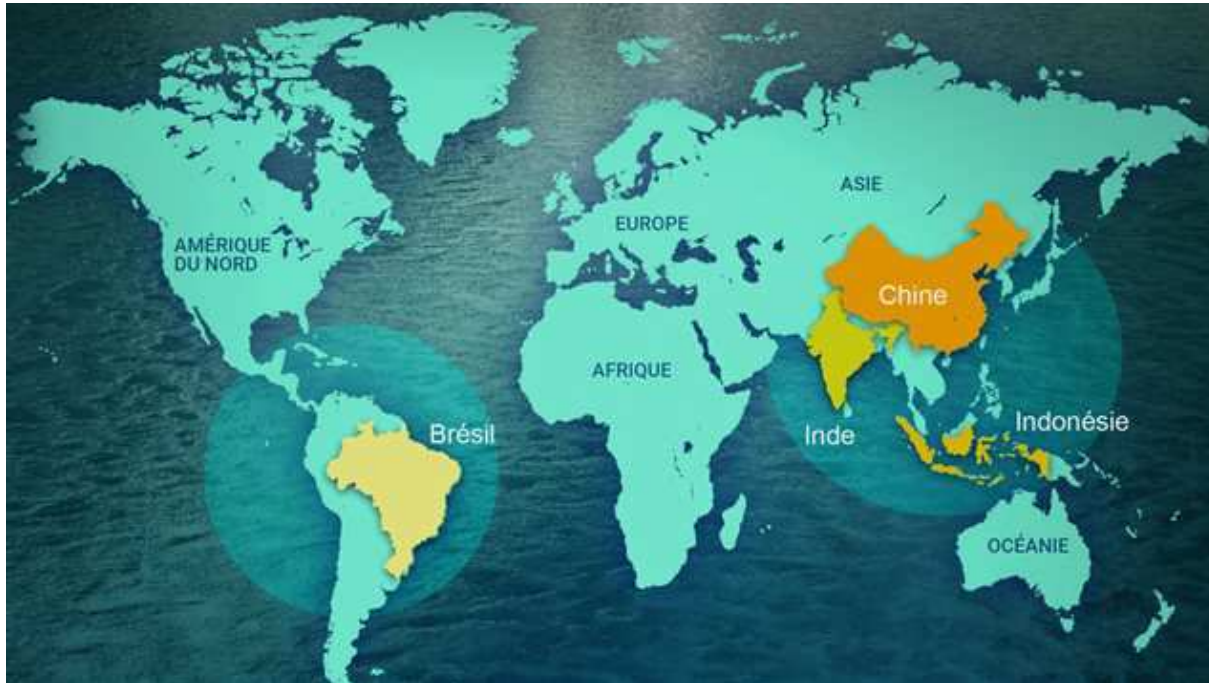 ASIE
EUROPE
AMÉRIQUE
DU NORD
Chine
AFRIQUE
Brésil
Inde
Indonésie
OCÉANIE